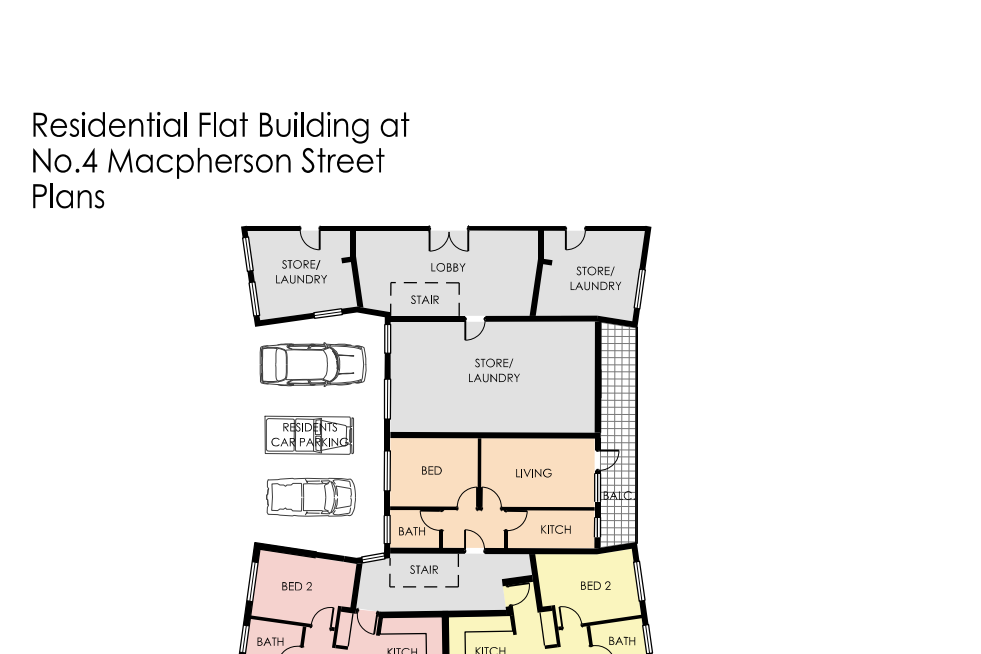 Residential Flat Building at
No.4 Macpherson Street
Plans
STORE/
LAUNDRY
LOBBY
STORE/
LAUNDRY
STAIR
STORE/
LAUNDRY
RESIDENTS
CAR PARKING
BED
LIVING
BALC.
BATH
KITCH
STAIR
BED 2
BED 2
BATH
KITCH
KITCH
BATH